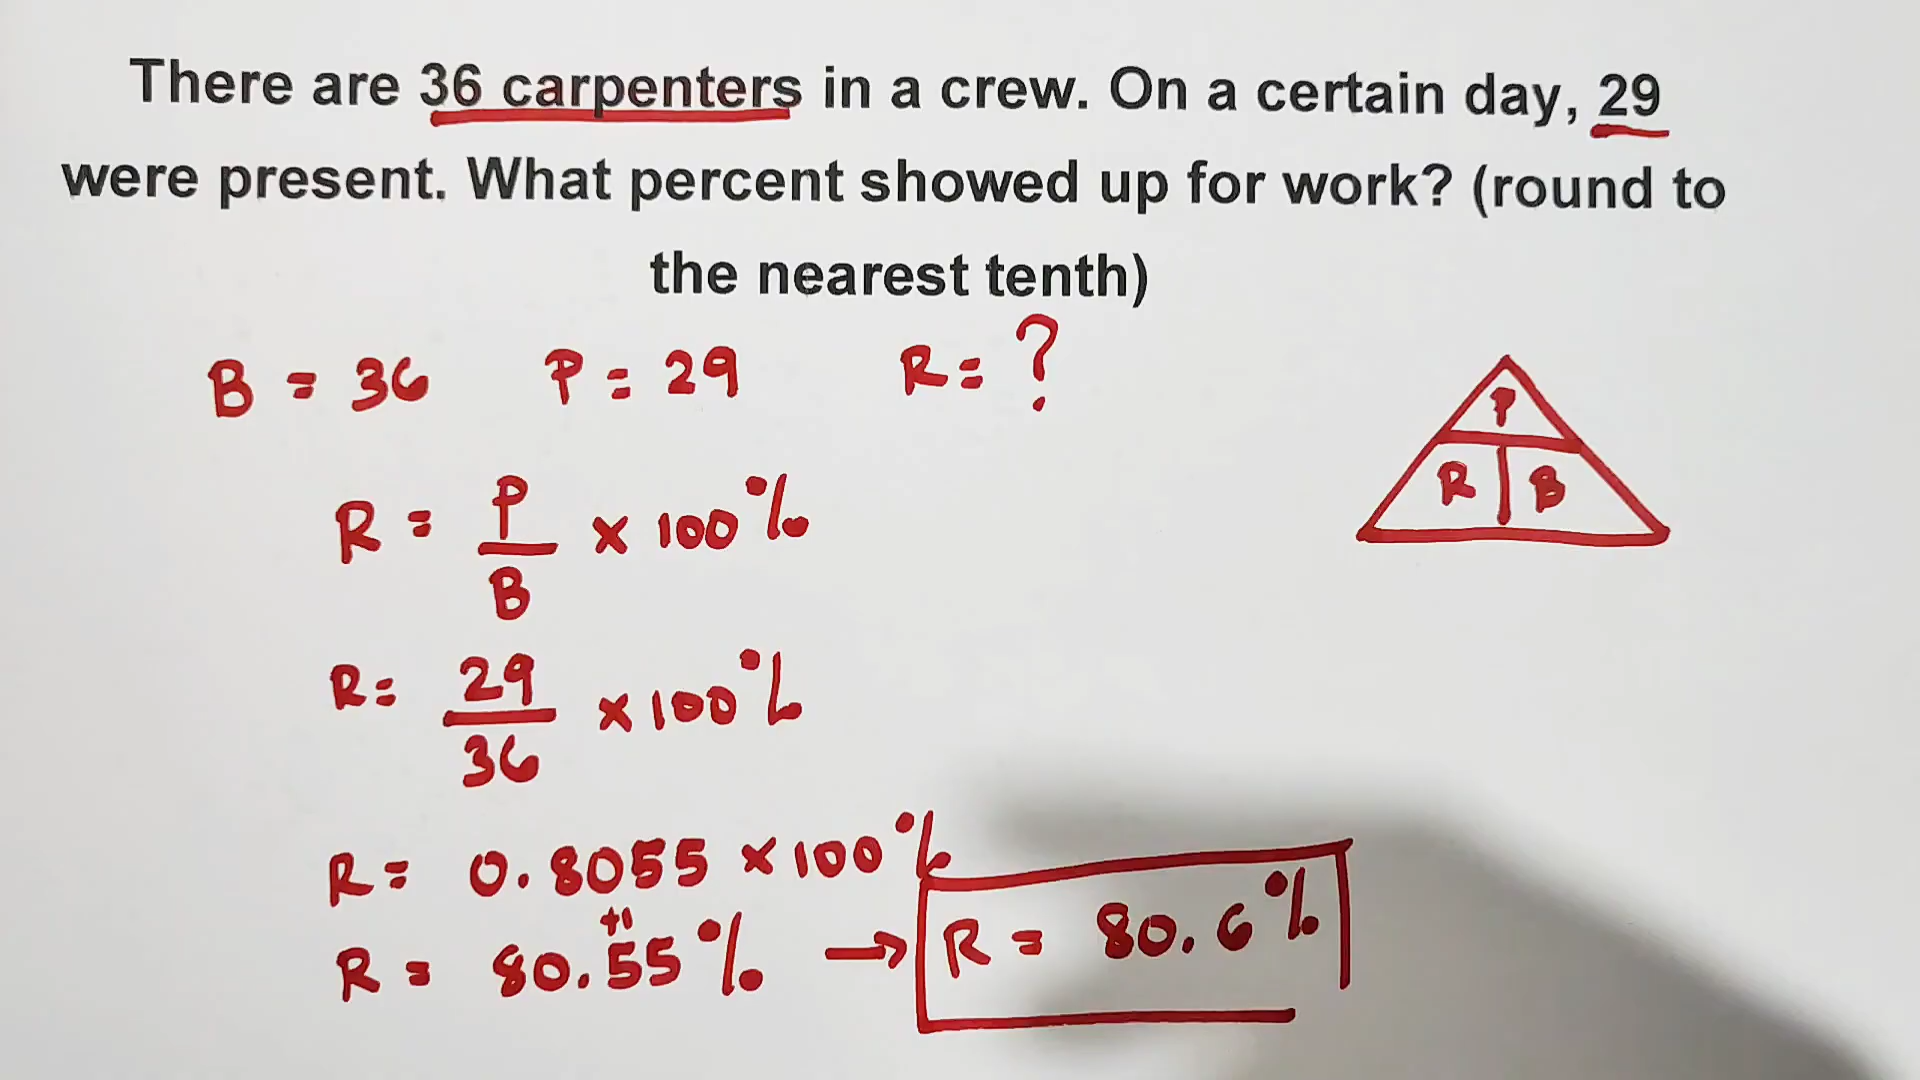 There are 36 carpenters in a crew. On a certain day, 29
were present. What percent showed up for work? (round to
the nearest tenth)
B = 36 P = 29 R = ?
P
R B
R = P/B × 100%
R = 29/36 × 100%
R = 0.8055 × 100%
+1
R = 80.55% → R = 80.6%